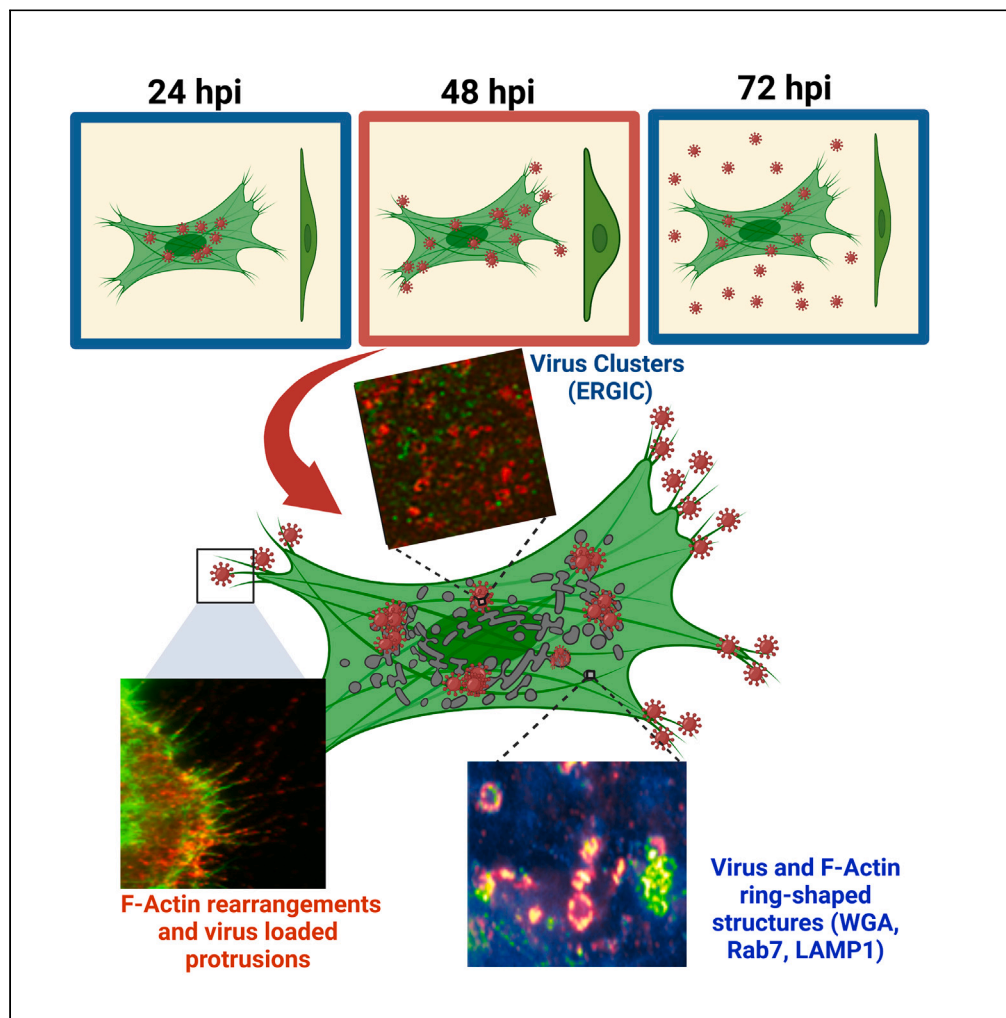 24 hpi
48 hpi
72 hpi
Virus Clusters
(ERGIC)
F-Actin rearrangements
and virus loaded
protrusions
Virus and F-Actin
ring-shaped
structures (WGA,
Rab7, LAMP1)